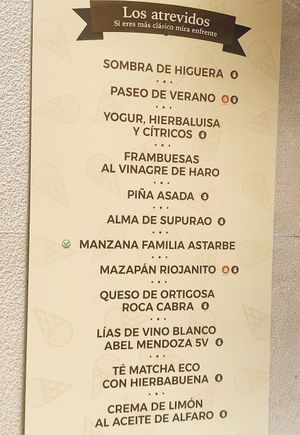 Los atrevidos
Si eres más clásico mira enfrente
SOMBRA DE HIGUERA
PASEO DE VERANO
YOGUR, HIERBALUISA
Y CÍTRICOS
FRAMBUESAS
AL VINAGRE DE HARO
PIÑA ASADA
ALMA DE SUPURAO
MANZANA FAMILIA ASTARBE
MAZAPÁN RIOJANITO
QUESO DE ORTIGOSA
ROCA CABRA
LÍAS DE VINO BLANCO
ABEL MENDOZA 5V
TÉ MATCHA ECO
CON HIERBABUENA
CREMA DE LIMÓN
AL ACEITE DE ALFARO